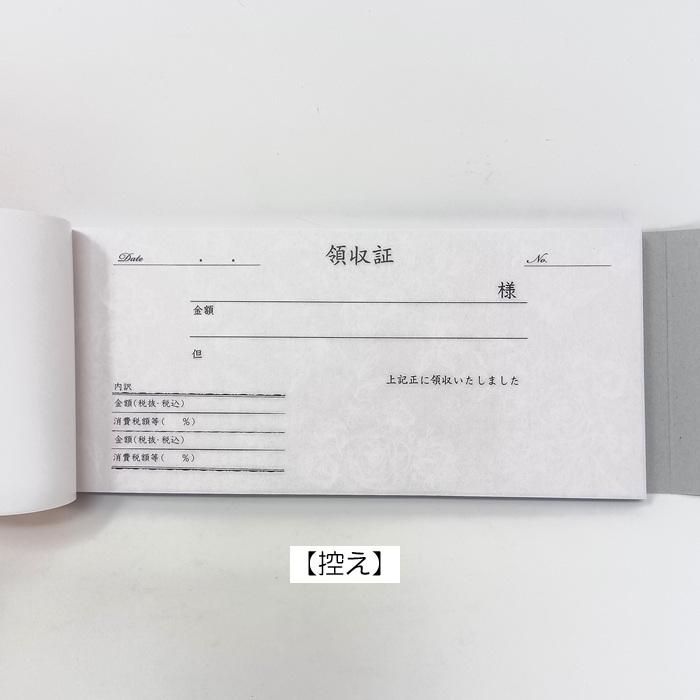 Date . . 領収証 No.
様
金額
但
上記正に領収いたしました
内訳
金額(税抜・税込)
消費税額等( %)
金額(税抜・税込)
消費税額等( %)
【控え】